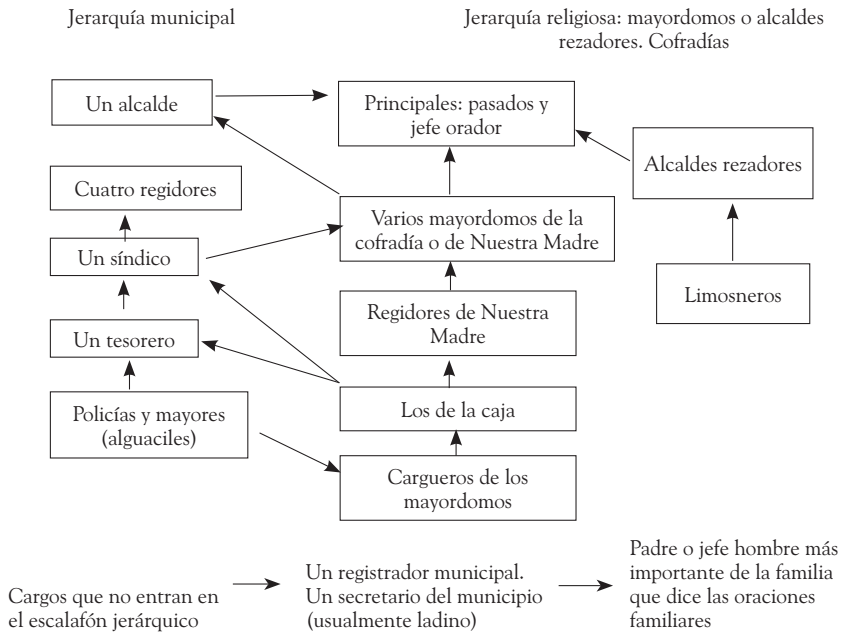 Jerarquía municipal
Jerarquía religiosa: mayordomos o alcaldes
rezadores. Cofradías
Un alcalde
Principales: pasados y
jefe orador
Alcaldes rezadores
Cuatro regidores
Varios mayordomos de la
cofradía o de Nuestra Madre
Un síndico
Limosneros
Regidores de Nuestra
Madre
Un tesorero
Policías y mayores
(alguaciles)
Los de la caja
Cargueros de los
mayordomos
Cargos que no entran en
el escalafón jerárquico
Un registrador municipal.
Un secretario del municipio
(usualmente ladino)
Padre o jefe hombre más
importante de la familia
que dice las oraciones
familiares